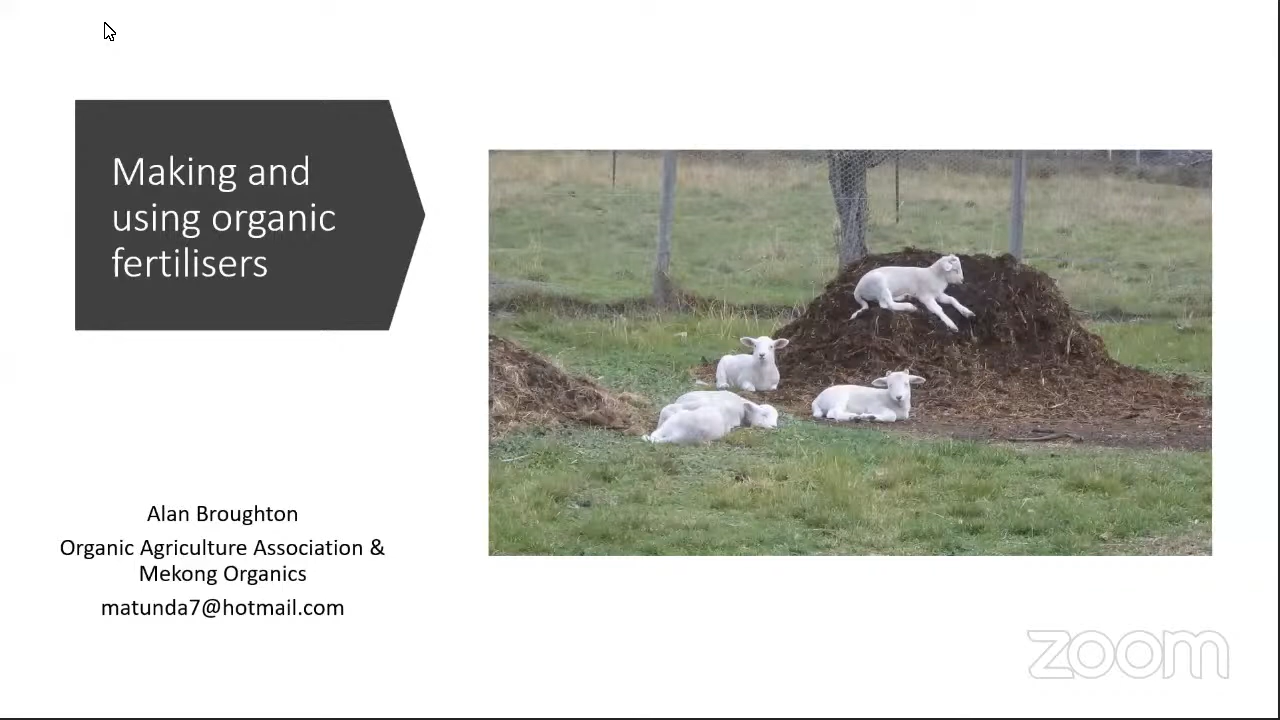 Making and
using organic
fertilisers
Alan Broughton
Organic Agriculture Association &
Mekong Organics
matunda7@hotmail.com
zoom